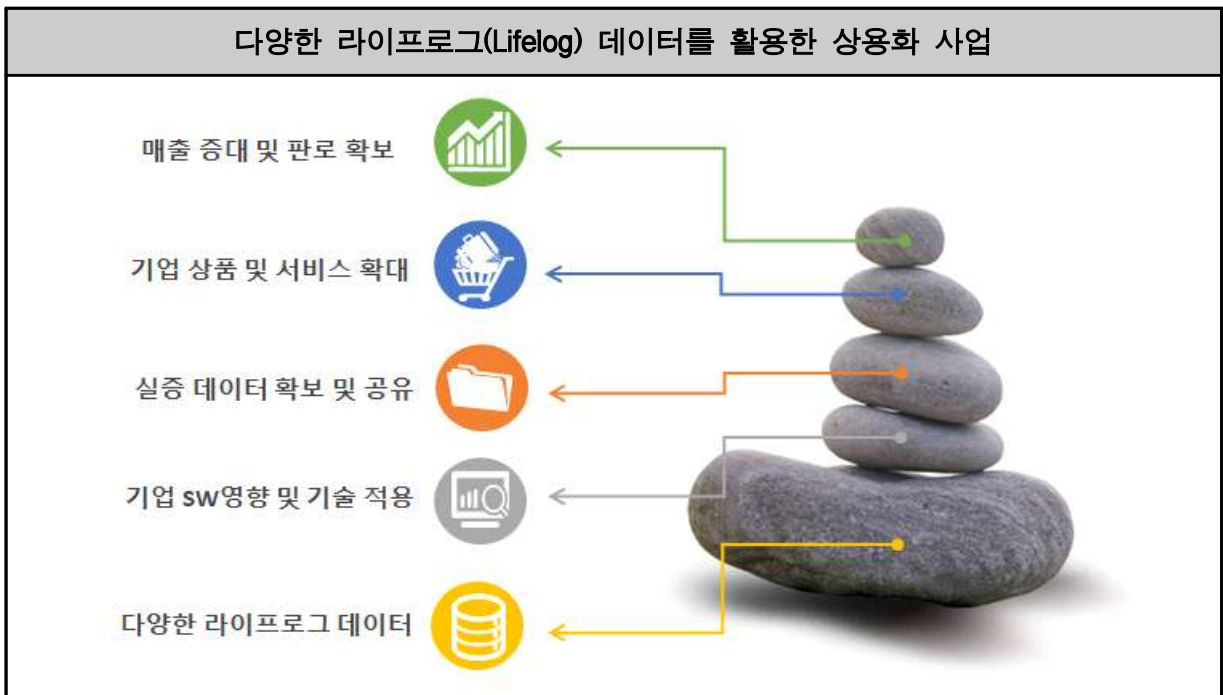 다양한 라이프로그(Lifelog) 데이터를 활용한 상용화 사업
매출 증대 및 판로 확보
기업 상품 및 서비스 확대
실증 데이터 확보 및 공유
기업 SW영향 및 기술 적용
다양한 라이프로그 데이터